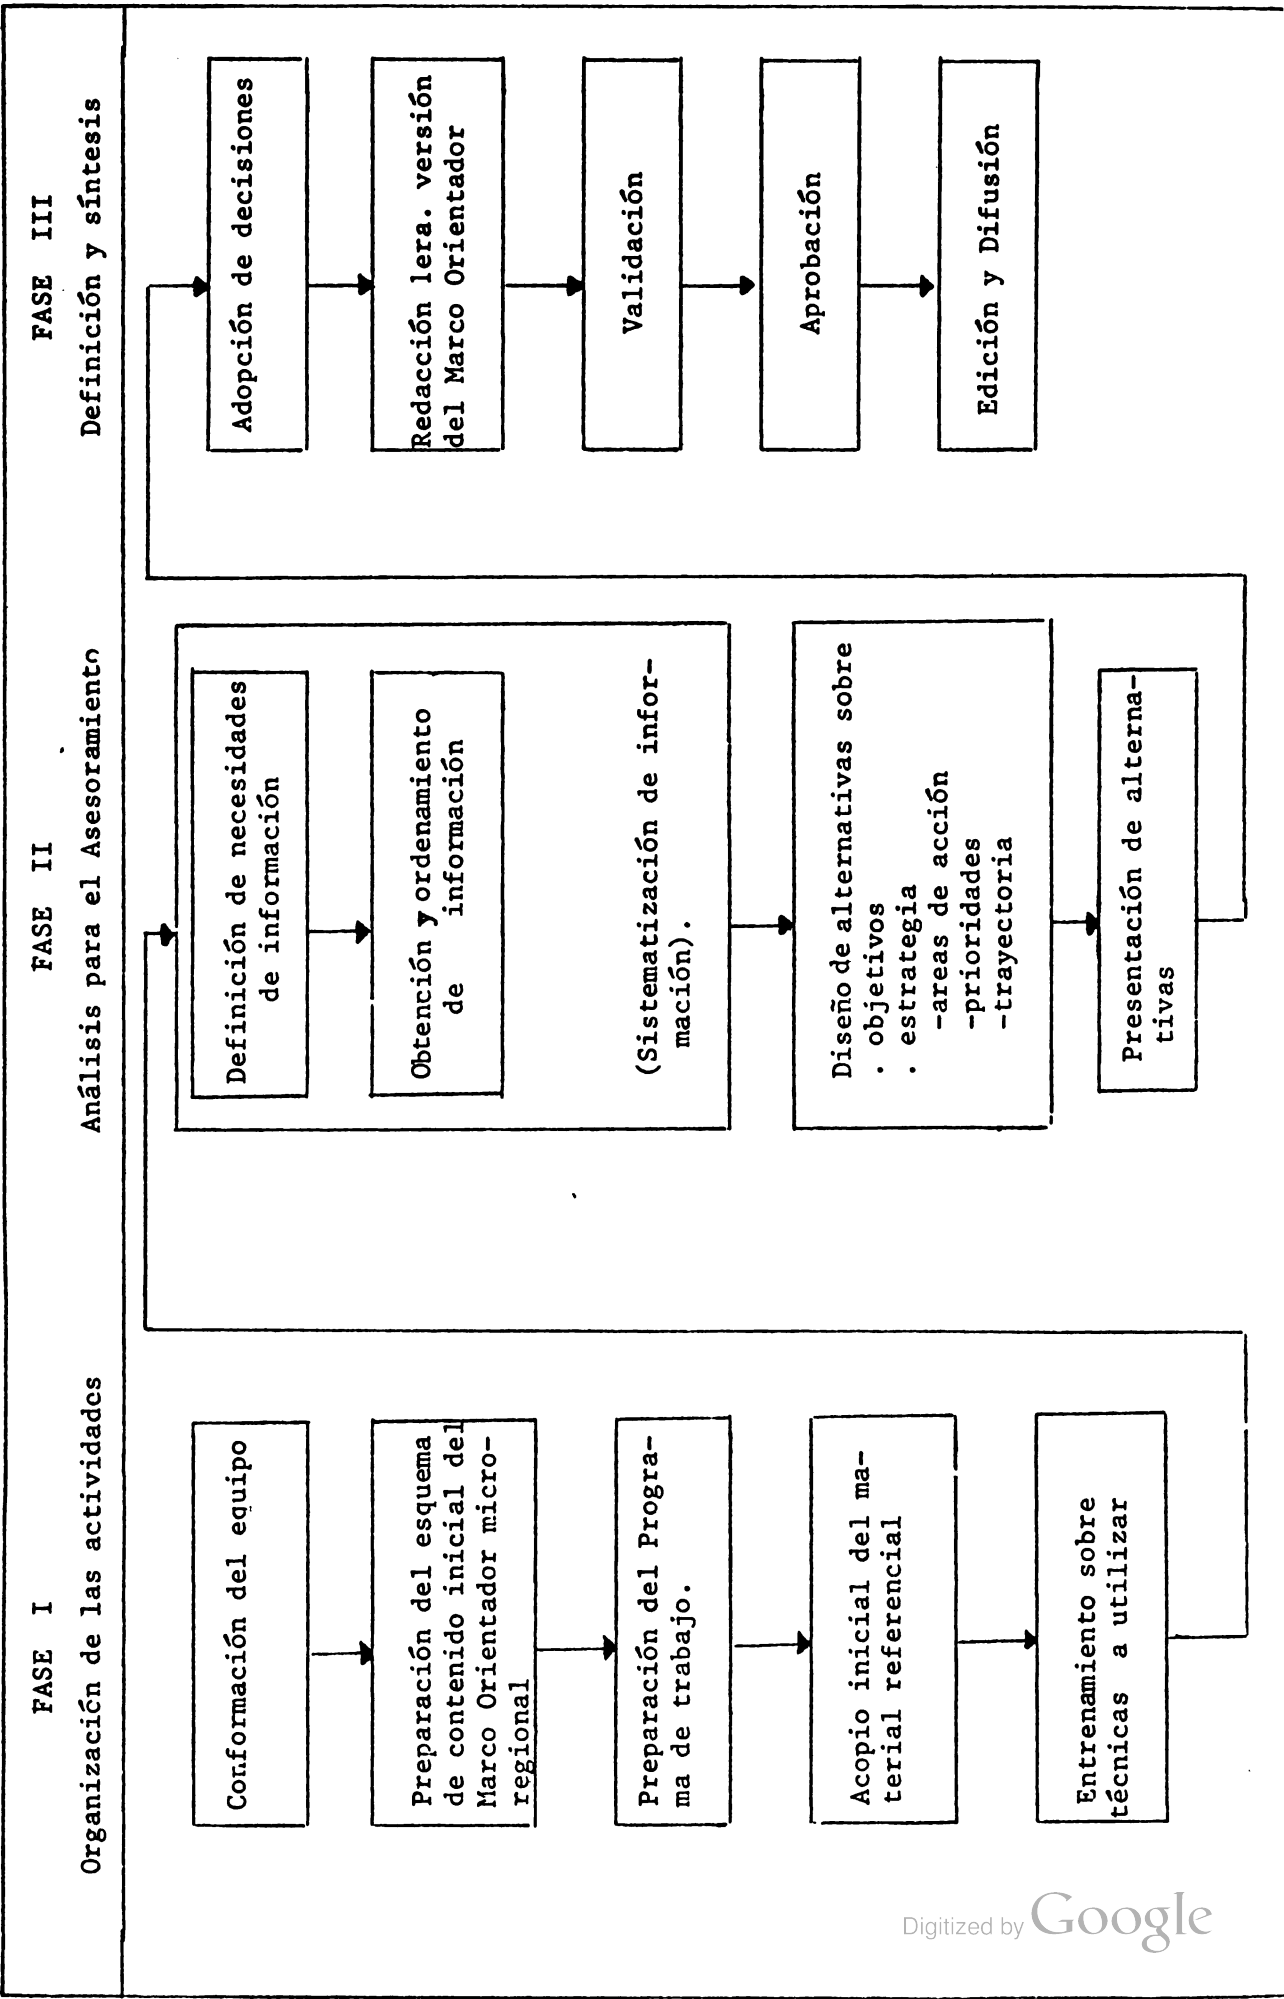 FASE I
Organización de las actividades
Conformación del equipo
Preparación del esquema
de contenido inicial del
Marco Orientador micro-
regional
Preparación del Progra-
ma de trabajo.
Acopio inicial del ma-
terial referencial
Entrenamiento sobre
técnicas a utilizar
FASE II
Análisis para el Asesoramiento
Definición de necesidades
de información
Obtención y ordenamiento
de información
(Sistematización de infor-
mación).
Diseño de alternativas sobre
. objetivos
. estrategia
-areas de acción
-prioridades
-trayectoria
Presentación de alterna-
tivas
FASE III
Definición y síntesis
Adopción de decisiones
Redacción lera. versión
del Marco Orientador
Validación
Aprobación
Edición y Difusión
Digitized by Google